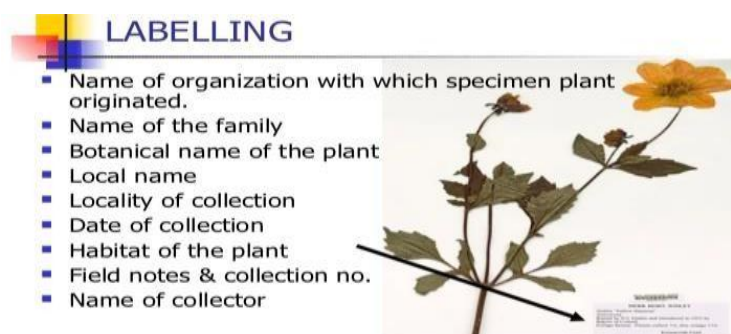 LABELLING
Name of organization with which specimen plant
originated.
Name of the family
Botanical name of the plant
Local name
Locality of collection
Date of collection
Habitat of the plant
Field notes & collection no.
Name of collector